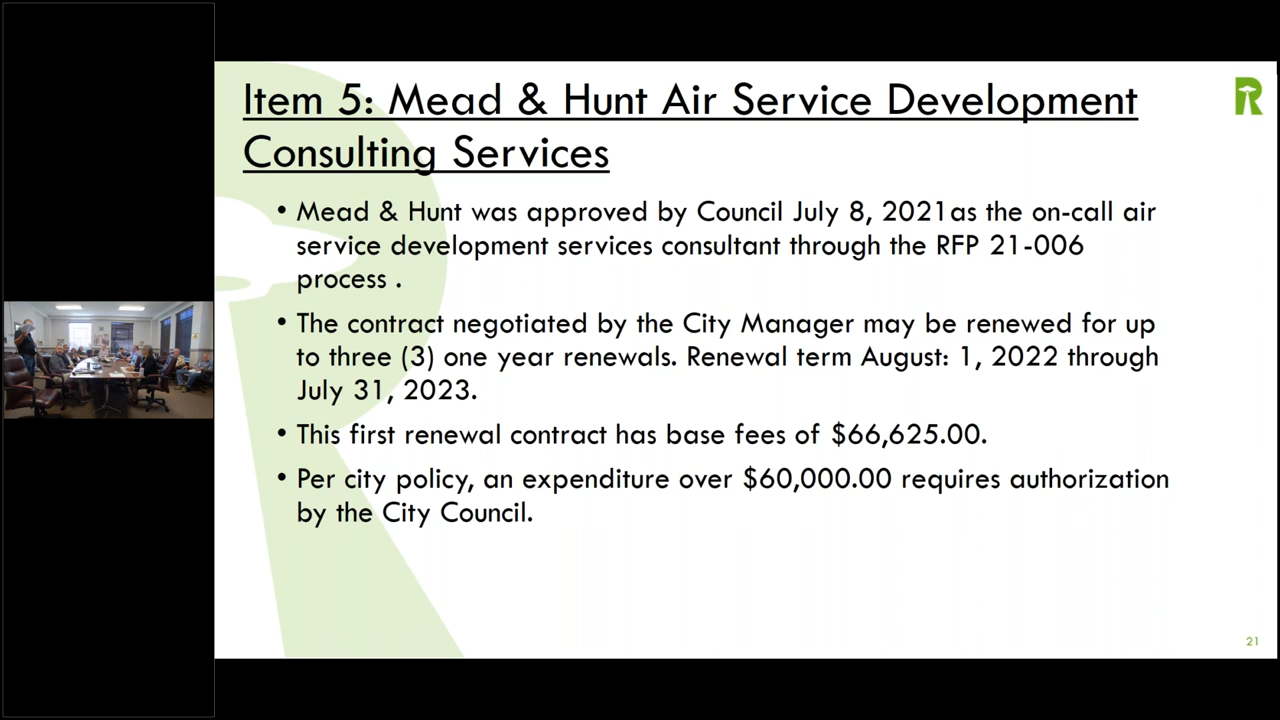 Item 5: Mead & Hunt Air Service Development
Consulting Services
R
• Mead & Hunt was approved by Council July 8, 2021as the on-call air
service development services consultant through the RFP 21-006
process .
• The contract negotiated by the City Manager may be renewed for up
to three (3) one year renewals. Renewal term August: 1, 2022 through
July 31, 2023.
• This first renewal contract has base fees of $66,625.00.
• Per city policy, an expenditure over $60,000.00 requires authorization
by the City Council.
21